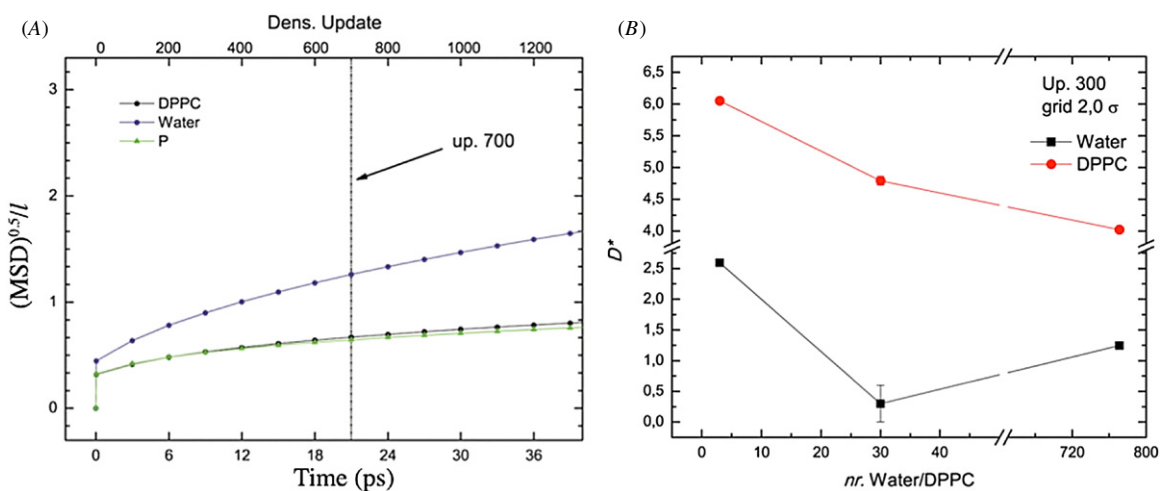 (A)
Dens. Update
0 200 400 600 800 1000 1200
3
2
1
0
(MSD)^0.5/l
DPPC
Water
P
up. 700
0 6 12 18 24 30 36
Time (ps)
(B)
6,5
6,0
5,5
5,0
4,5
4,0
2,5
2,0
1,5
1,0
0,5
0,0
D*
Up. 300
grid 2,0 σ
Water
DPPC
0 10 20 30 40 720 800
nr. Water/DPPC